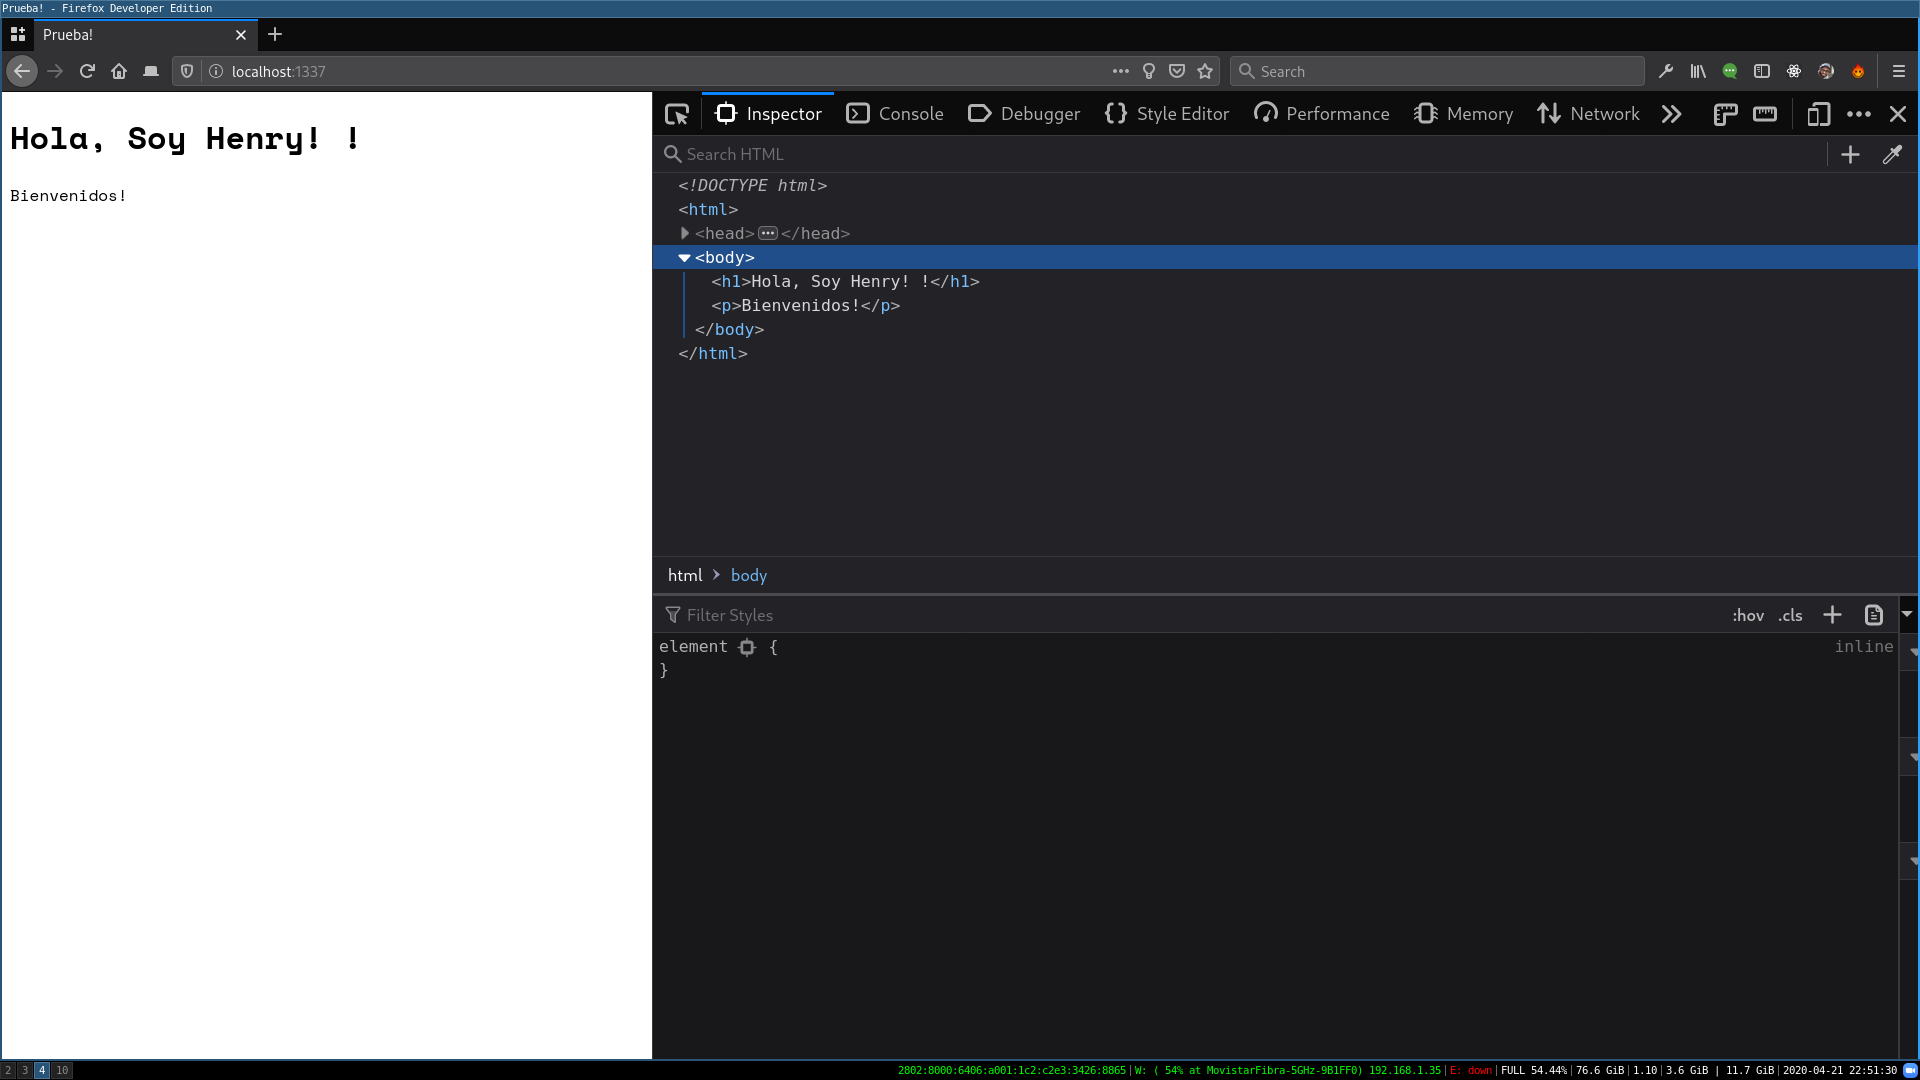 Prueba! - Firefox Developer Edition
Prueba!
localhost:1337
Search
Hola, Soy Henry! !
Bienvenidos!
Inspector
Console
Debugger
Style Editor
Performance
Memory
Network
Search HTML
<!DOCTYPE html>
<html>
<head></head>
<body>
<h1>Hola, Soy Henry! !</h1>
<p>Bienvenidos!</p>
</body>
</html>
html > body
Filter Styles
:hov .cls
element {
inline
}
2 3 4 10
2802:8000:6406:a001:1c2:c2e3:3426:8865|W: ( 54% at MovistarFibra-5GHz-9B1FF0) 192.168.1.35|E: down|FULL 54.44%|76.6 GiB|1.10|3.6 GiB | 11.7 GiB|2020-04-21 22:51:30